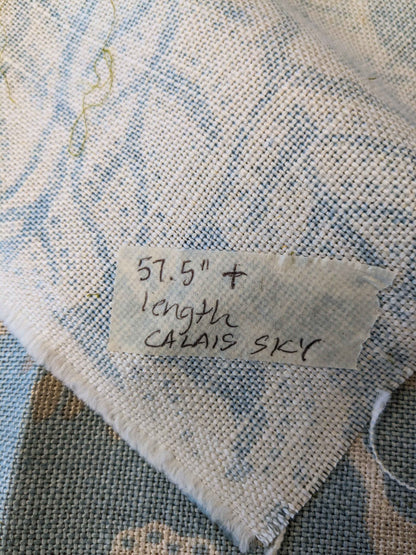 57.5" +
length
CALAIS SKY